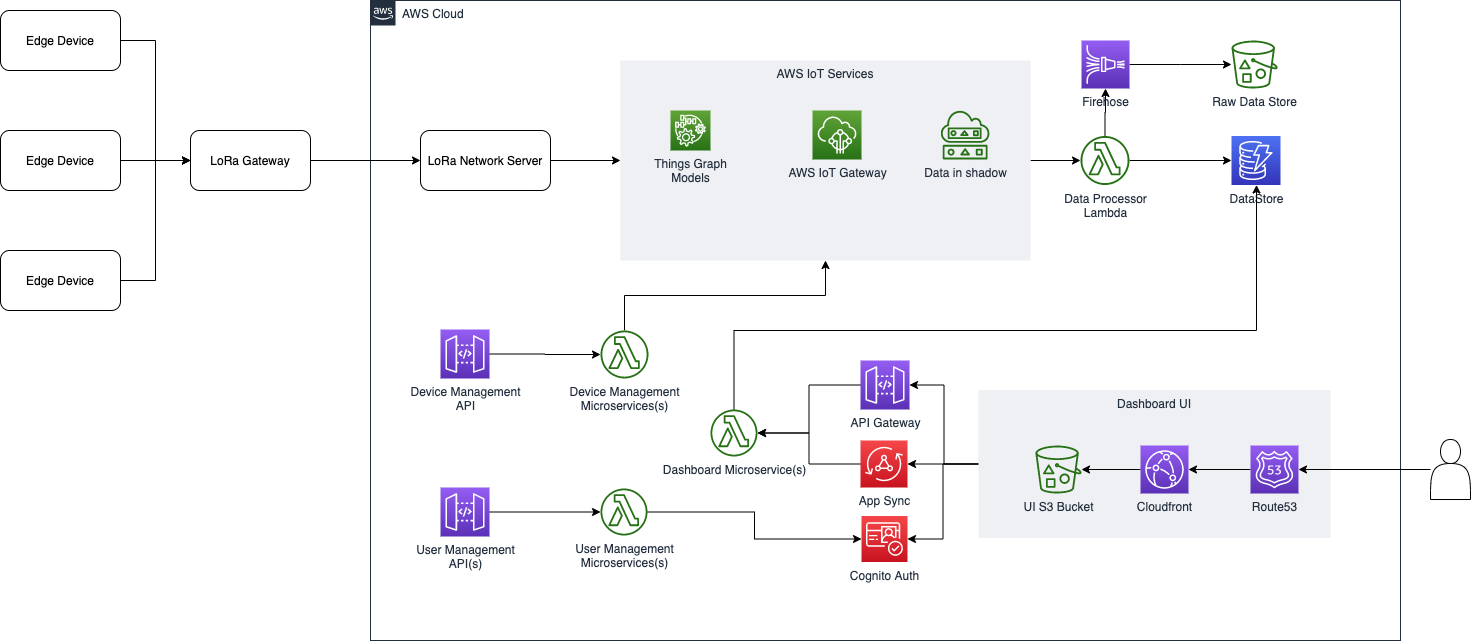 aws
AWS Cloud
Edge Device
Edge Device
Edge Device
LoRa Gateway
LoRa Network Server
AWS IoT Services
Things Graph
Models
AWS IoT Gateway
Data in shadow
Firehose
Raw Data Store
Data Processor
Lambda
DataStore
</>
Device Management
API
Device Management
Microservices(s)
Dashboard Microservice(s)
</>
API Gateway
App Sync
</>
User Management
API(s)
User Management
Microservices(s)
Cognito Auth
Dashboard UI
UI S3 Bucket
Cloudfront
53
Route53